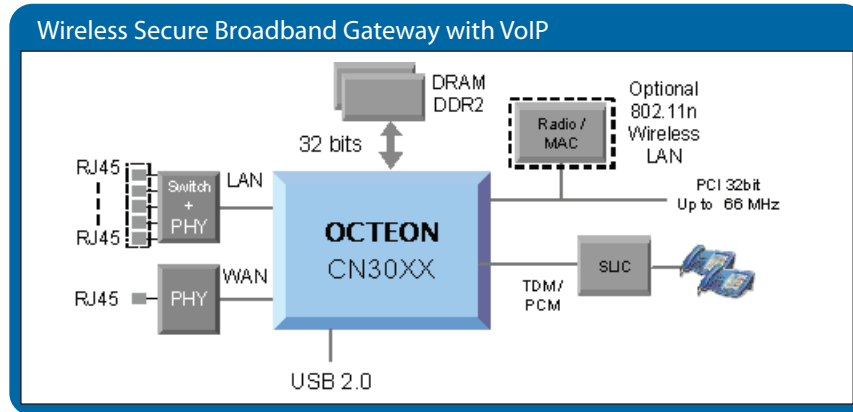 Wireless Secure Broadband Gateway with VoIP
DRAM
DDR2
32 bits
Optional
802.11n
Wireless
LAN
Radio /
MAC
PCI 32bit
Up to 66 MHz
RJ45
RJ45
Switch
+
PHY
LAN
OCTEON
CN30XX
TDM/
PCM
SLIC
RJ45
PHY
WAN
USB 2.0